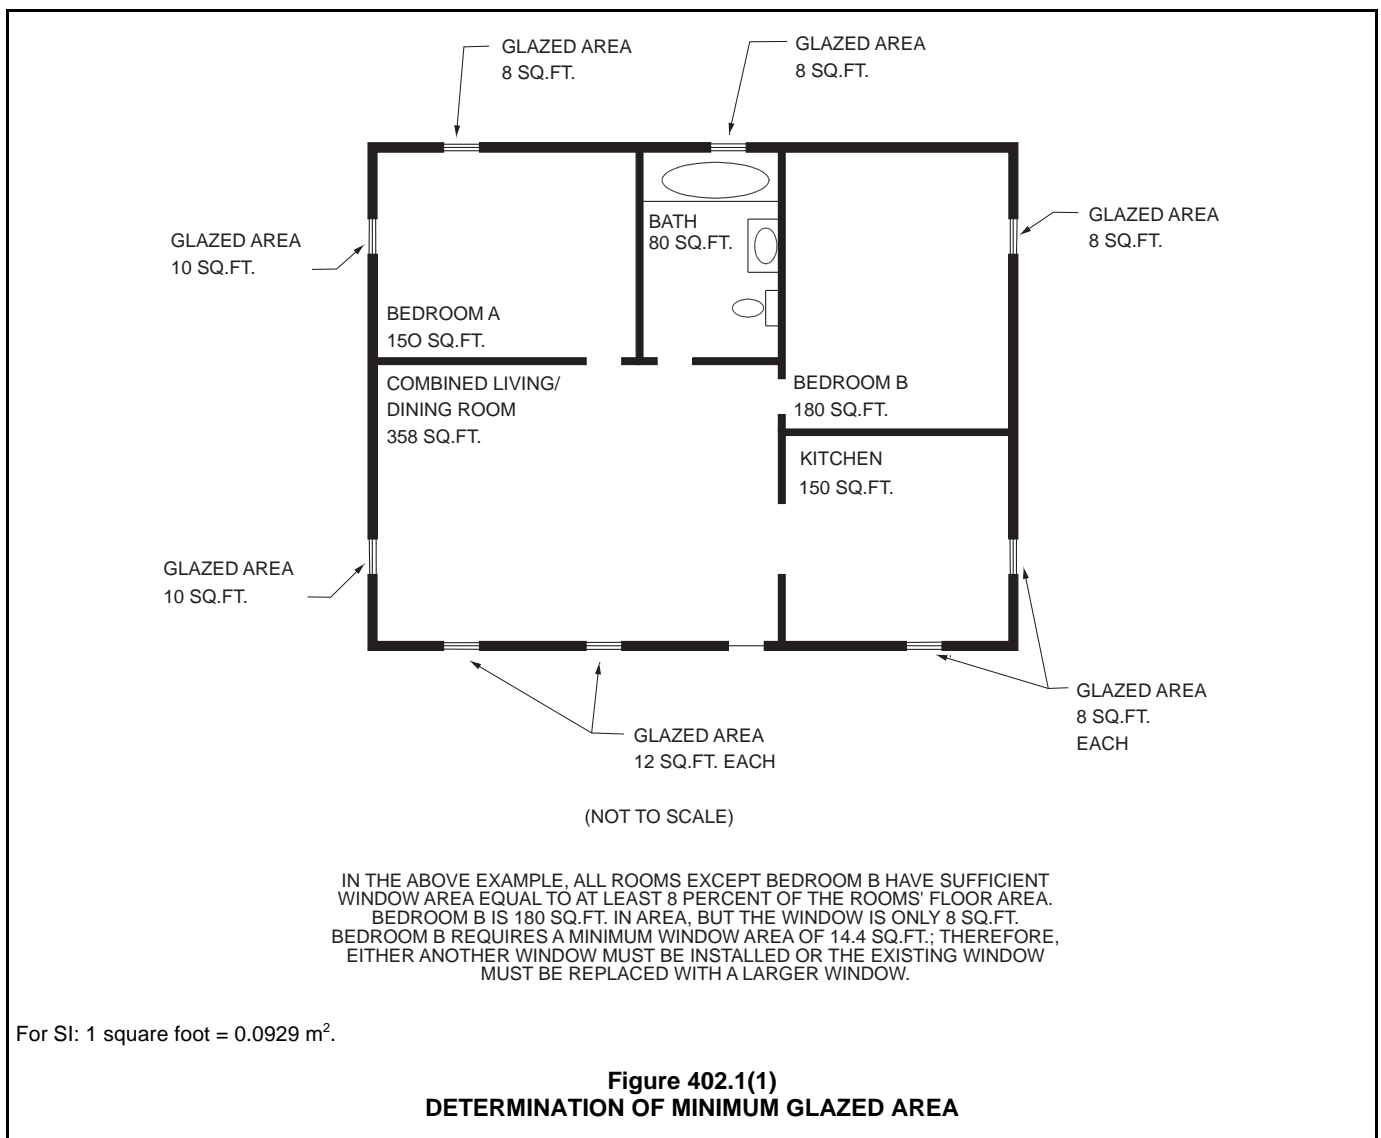 GLAZED AREA
8 SQ.FT.
GLAZED AREA
8 SQ.FT.
GLAZED AREA
10 SQ.FT.
BATH
80 SQ.FT.
GLAZED AREA
8 SQ.FT.
BEDROOM A
15O SQ.FT.
COMBINED LIVING/
DINING ROOM
358 SQ.FT.
BEDROOM B
180 SQ.FT.
KITCHEN
150 SQ.FT.
GLAZED AREA
10 SQ.FT.
GLAZED AREA
12 SQ.FT. EACH
GLAZED AREA
8 SQ.FT.
EACH
(NOT TO SCALE)
IN THE ABOVE EXAMPLE, ALL ROOMS EXCEPT BEDROOM B HAVE SUFFICIENT
WINDOW AREA EQUAL TO AT LEAST 8 PERCENT OF THE ROOMS' FLOOR AREA.
BEDROOM B IS 180 SQ.FT. IN AREA, BUT THE WINDOW IS ONLY 8 SQ.FT.
BEDROOM B REQUIRES A MINIMUM WINDOW AREA OF 14.4 SQ.FT.; THEREFORE,
EITHER ANOTHER WINDOW MUST BE INSTALLED OR THE EXISTING WINDOW
MUST BE REPLACED WITH A LARGER WINDOW.
For SI: 1 square foot = 0.0929 m².
Figure 402.1(1)
DETERMINATION OF MINIMUM GLAZED AREA